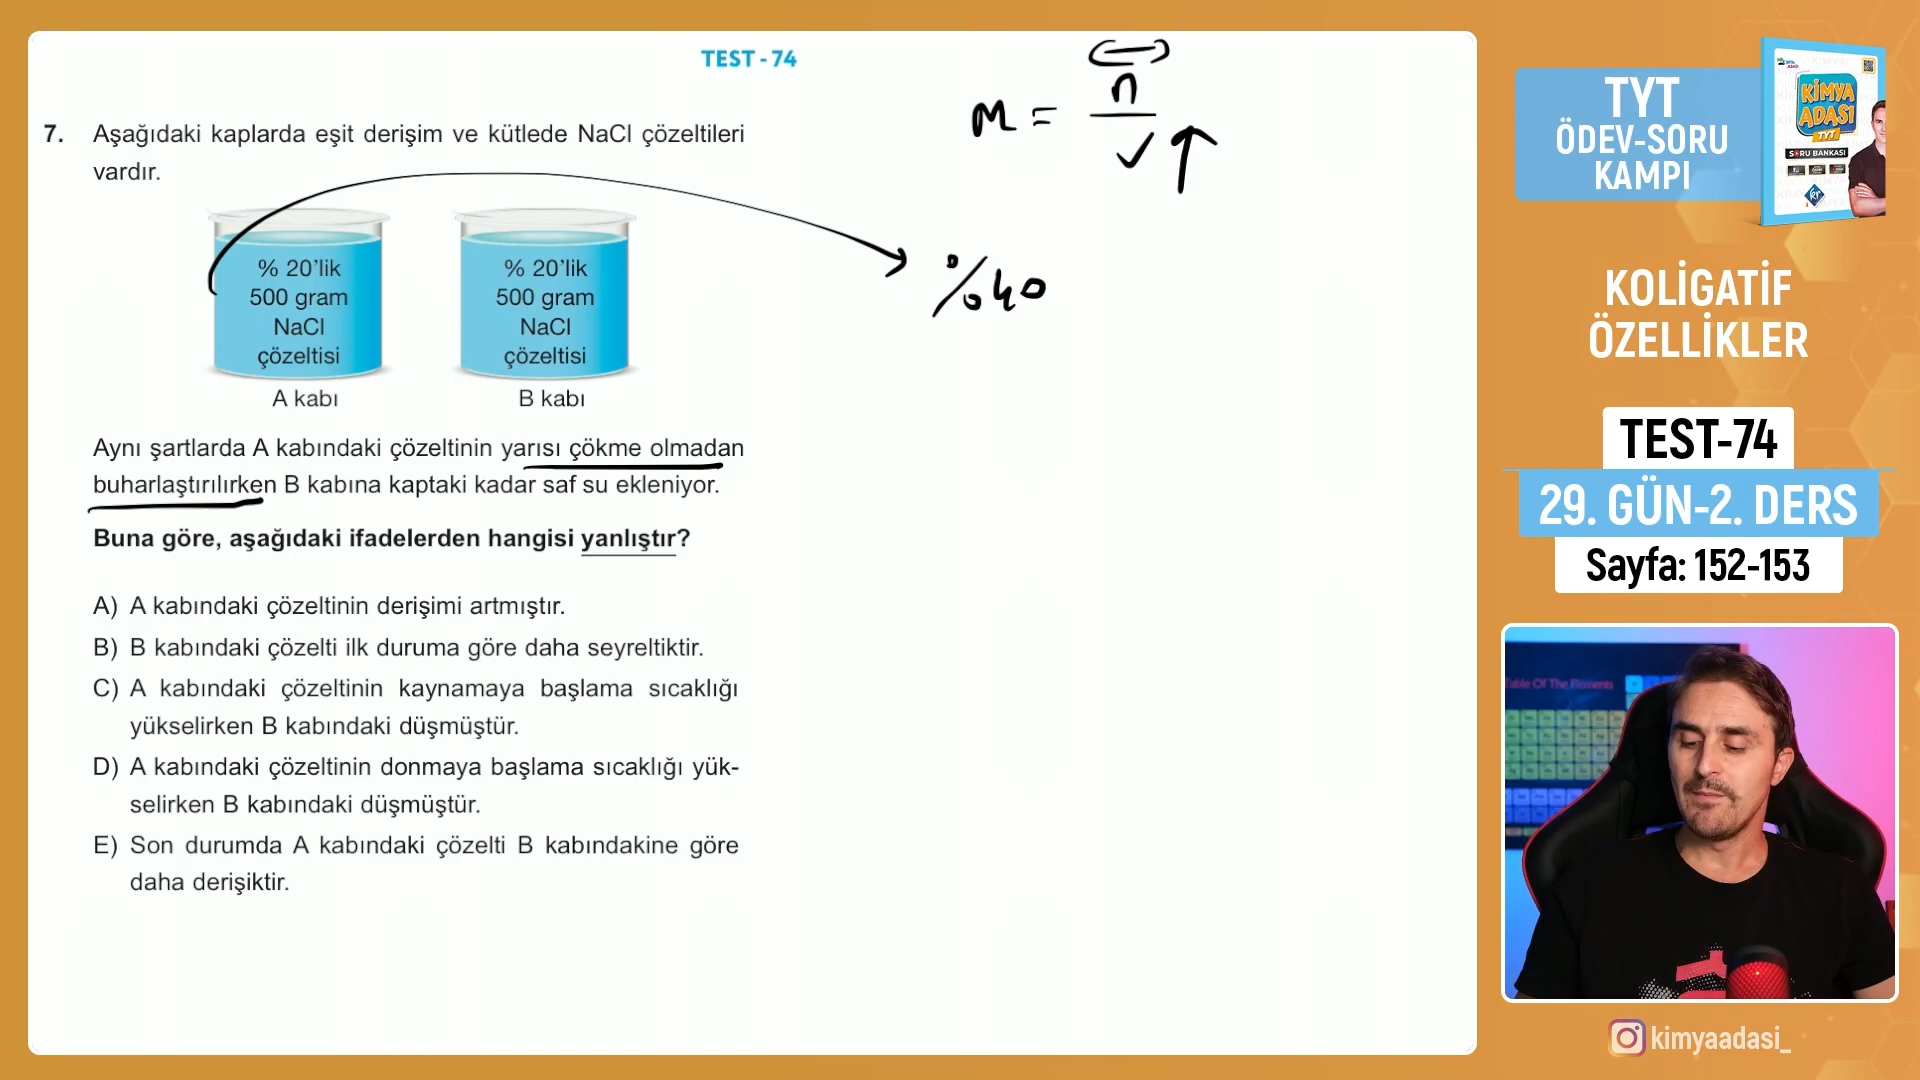 TEST - 74
7. Aşağıdaki kaplarda eşit derişim ve kütlede NaCl çözeltileri
vardır.
M = n / V
% 20'lik
500 gram
NaCl
çözeltisi
A kabı
% 20'lik
500 gram
NaCl
çözeltisi
B kabı
%40
Aynı şartlarda A kabındaki çözeltinin yarısı çökme olmadan
buharlaştırılırken B kabına kaptaki kadar saf su ekleniyor.
Buna göre, aşağıdaki ifadelerden hangisi yanlıştır?
A) A kabındaki çözeltinin derişimi artmıştır.
B) B kabındaki çözelti ilk duruma göre daha seyreltiktir.
C) A kabındaki çözeltinin kaynamaya başlama sıcaklığı
yükselirken B kabındaki düşmüştür.
D) A kabındaki çözeltinin donmaya başlama sıcaklığı yük-
selirken B kabındaki düşmüştür.
E) Son durumda A kabındaki çözelti B kabındakine göre
daha derişiktir.
TYT
ÖDEV-SORU
KAMPI
KİMYA
ADASI
TYT
SORU BANKASI
KOLİGATİF
ÖZELLİKLER
TEST-74
29. GÜN-2. DERS
Sayfa: 152-153
Table Of The Elements
kimyaadasi_